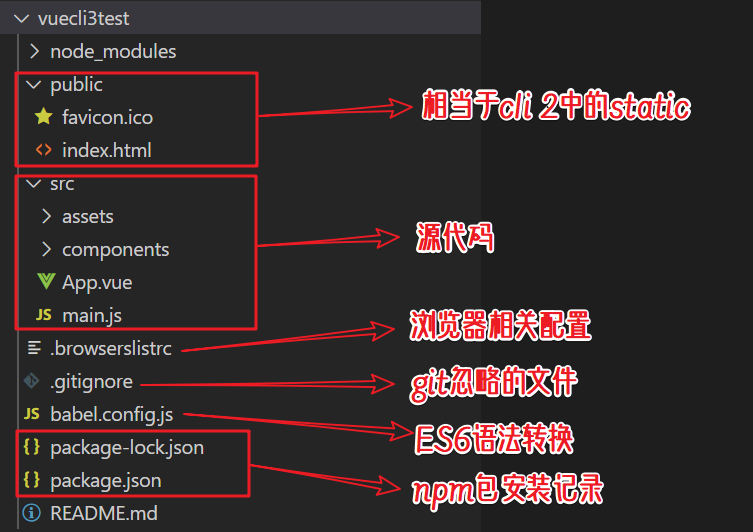 vuecli3test
node_modules
public
favicon.ico
index.html
相当于cli 2中的static
src
assets
components
App.vue
JS main.js
源代码
.browserslistrc
浏览器相关配置
.gitignore
git忽略的文件
JS babel.config.js
ES6语法转换
{} package-lock.json
{} package.json
npm包安装记录
README.md